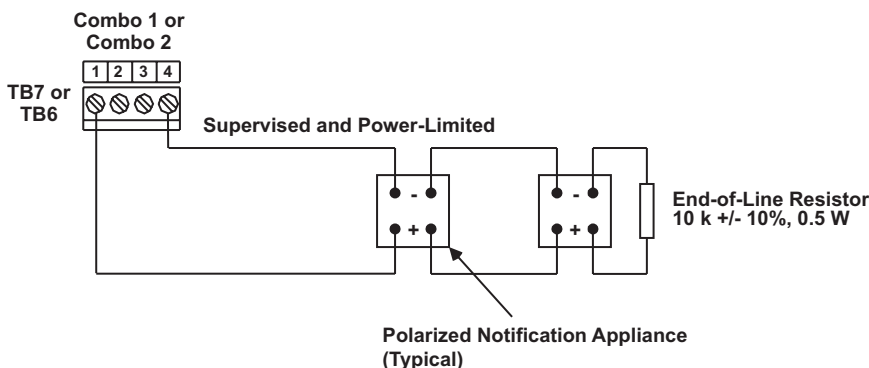 Combo 1 or
Combo 2
1 2 3 4
TB7 or
TB6
Supervised and Power-Limited
- -
+ +
End-of-Line Resistor
10 k +/- 10%, 0.5 W
Polarized Notification Appliance
(Typical)